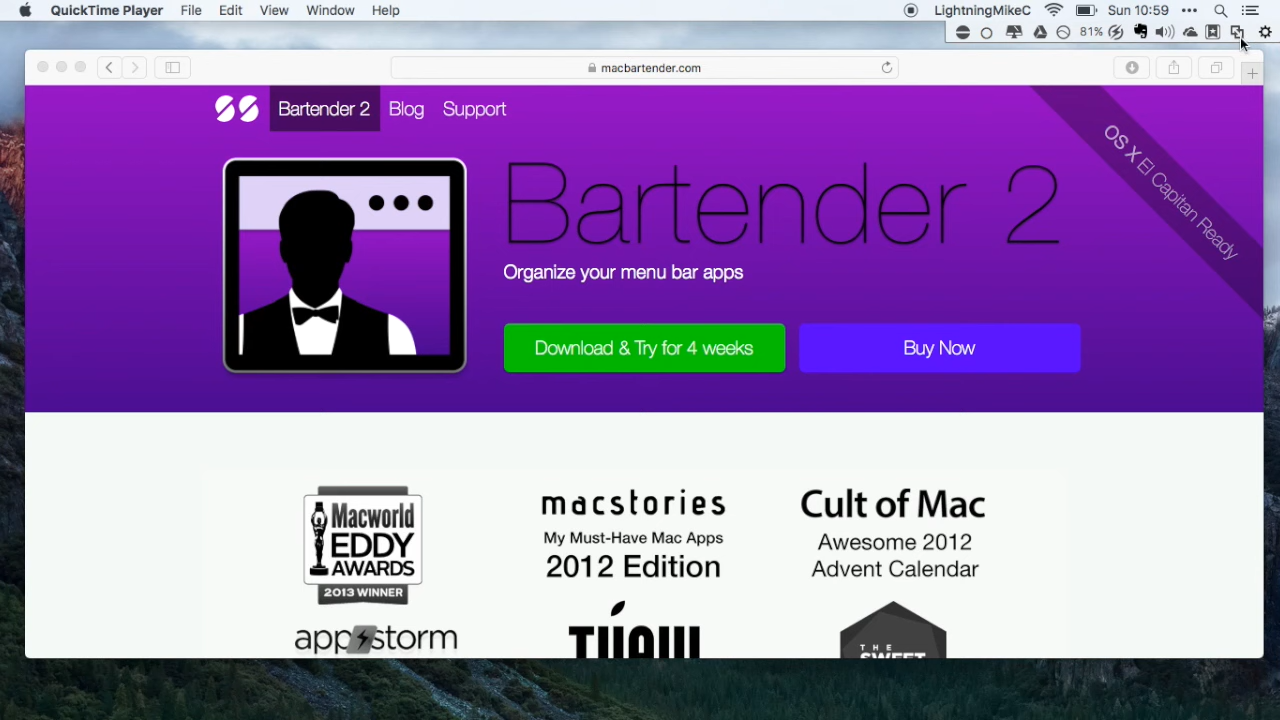 QuickTime Player File Edit View Window Help LightningMikeC Sun 10:59
81%
macbartender.com
Bartender 2 Blog Support
OS X El Capitan Ready
Bartender 2
Organize your menu bar apps
Download & Try for 4 weeks Buy Now
Macworld
EDDY
AWARDS
2013 WINNER
macstories
My Must-Have Mac Apps
2012 Edition
Cult of Mac
Awesome 2012
Advent Calendar
appstorm
TUAW
THE
SWEET